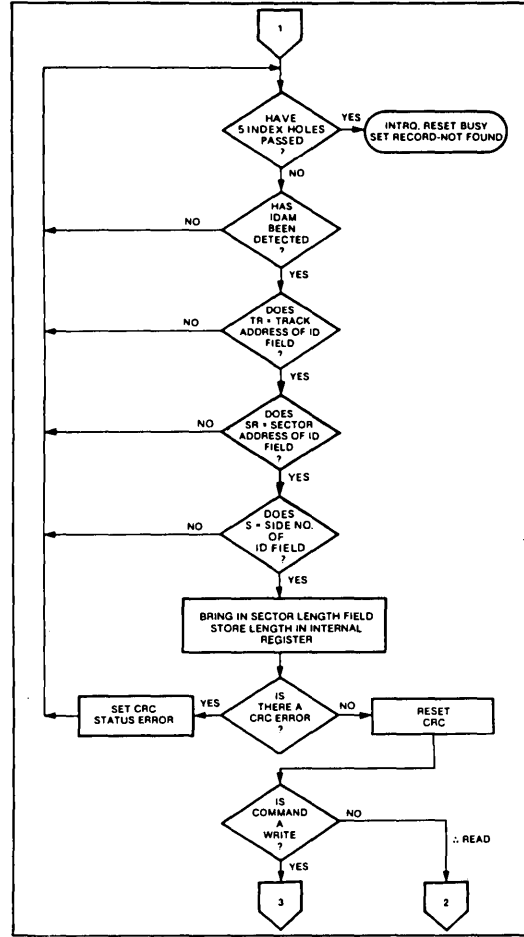 1
HAVE
5 INDEX HOLES
PASSED
?
YES
INTRQ. RESET BUSY
SET RECORD-NOT FOUND
NO
HAS
IDAM
BEEN
DETECTED
?
NO
YES
DOES
TR = TRACK
ADDRESS OF ID
FIELD
?
NO
YES
DOES
SR = SECTOR
ADDRESS OF ID
FIELD
?
NO
YES
DOES
S = SIDE NO.
OF
ID FIELD
?
NO
YES
BRING IN SECTOR LENGTH FIELD
STORE LENGTH IN INTERNAL
REGISTER
IS
THERE A
CRC ERROR
?
YES
SET CRC
STATUS ERROR
NO
RESET
CRC
IS
COMMAND
A
WRITE
?
NO
∴ READ
YES
3
2